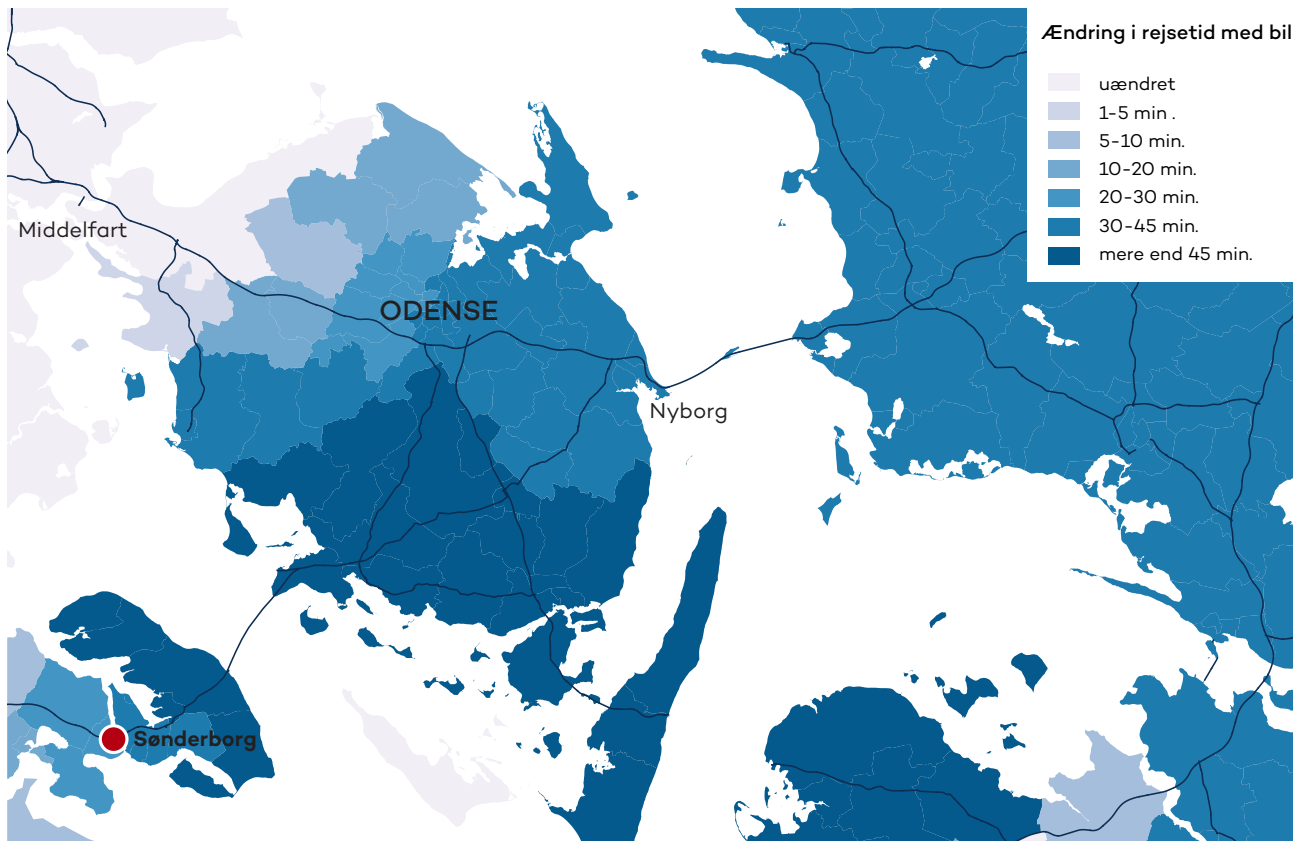 Ændring i rejsetid med bil
uændret
1-5 min .
5-10 min.
10-20 min.
20-30 min.
30-45 min.
mere end 45 min.
Middelfart
ODENSE
Nyborg
Sønderborg